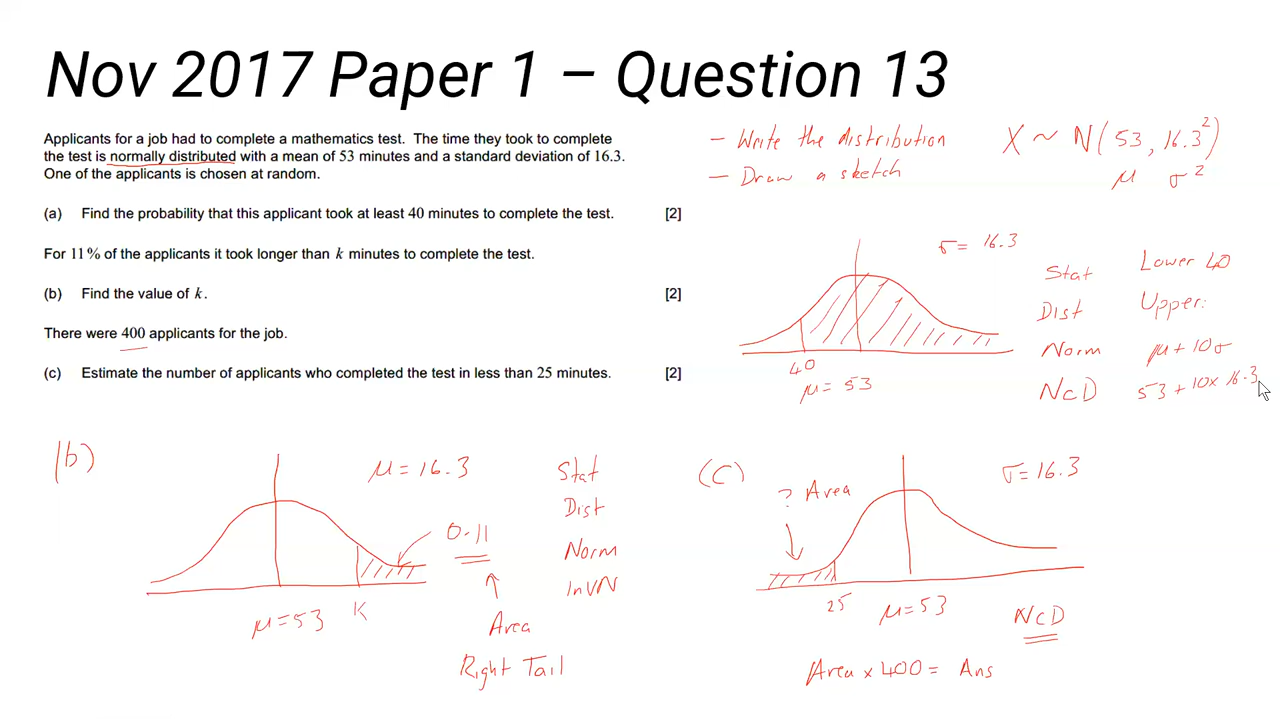 Nov 2017 Paper 1 – Question 13
Applicants for a job had to complete a mathematics test. The time they took to complete
the test is normally distributed with a mean of 53 minutes and a standard deviation of 16.3.
One of the applicants is chosen at random.
(a) Find the probability that this applicant took at least 40 minutes to complete the test. [2]
For 11% of the applicants it took longer than k minutes to complete the test.
(b) Find the value of k. [2]
There were 400 applicants for the job.
(c) Estimate the number of applicants who completed the test in less than 25 minutes. [2]
– Write the distribution
– Draw a sketch
X ~ N(53, 16.3²)
μ σ²
σ = 16.3
40
μ = 53
Stat
Dist
Norm
NcD
Lower 40
Upper:
μ + 10σ
53 + 10x 16.3
(b)
μ = 16.3
0.11
μ = 53
K
Area
Right Tail
Stat
Dist
Norm
InvN
(c)
? Area
σ = 16.3
25
μ = 53
NcD
Area x 400 = Ans